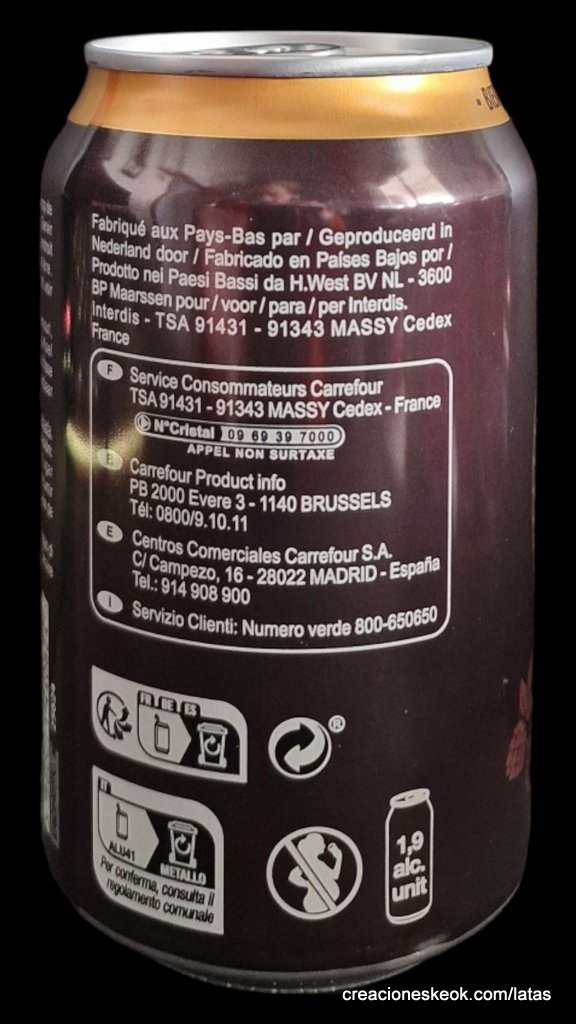 · BIE
Fabriqué aux Pays-Bas par / Geproduceerd in
Nederland door / Fabricado en Países Bajos por /
Prodotto nei Paesi Bassi da H.West BV NL - 3600
BP Maarssen pour / voor / para / per Interdis.
Interdis - TSA 91431 - 91343 MASSY Cedex
France
F Service Consommateurs Carrefour
TSA 91431 - 91343 MASSY Cedex - France
N°Cristal 09 69 39 7000
APPEL NON SURTAXE
B Carrefour Product info
PB 2000 Evere 3 - 1140 BRUSSELS
Tél: 0800/9.10.11
E Centros Comerciales Carrefour S.A.
C/ Campezo, 16 - 28022 MADRID - España
Tel.: 914 908 900
I Servizio Clienti: Numero verde 800-650650
FR BE ES
®
IT
ALU41
METALLO
Per conferma, consulta il
regolamento comunale
1,9
alc.
unit
creacioneskeok.com/latas